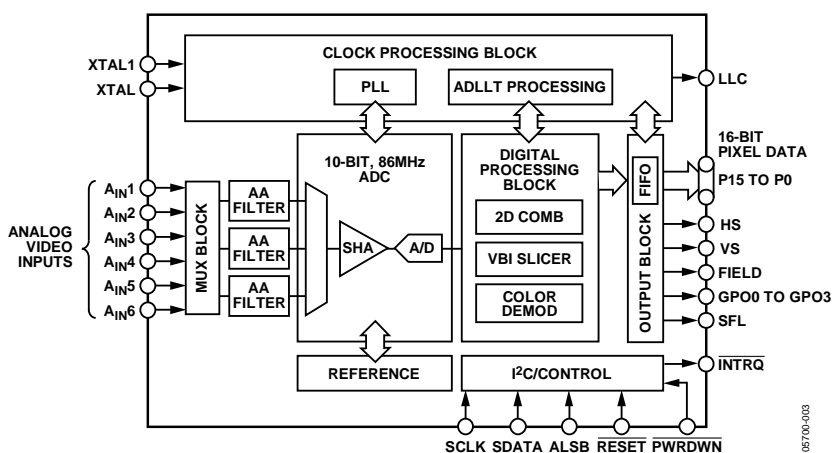 CLOCK PROCESSING BLOCK
XTAL1
XTAL
PLL
ADLLT PROCESSING
LLC
16-BIT
PIXEL DATA
P15 TO P0
10-BIT, 86MHz
ADC
DIGITAL
PROCESSING
BLOCK
FIFO
OUTPUT BLOCK
ANALOG
VIDEO
INPUTS
AIN1
AIN2
AIN3
AIN4
AIN5
AIN6
MUX BLOCK
AA
FILTER
AA
FILTER
AA
FILTER
SHA
A/D
2D COMB
VBI SLICER
COLOR
DEMOD
HS
VS
FIELD
GPO0 TO GPO3
SFL
REFERENCE
I2C/CONTROL
INTRQ
SCLK SDATA ALSB RESET PWRDWN
05700-003